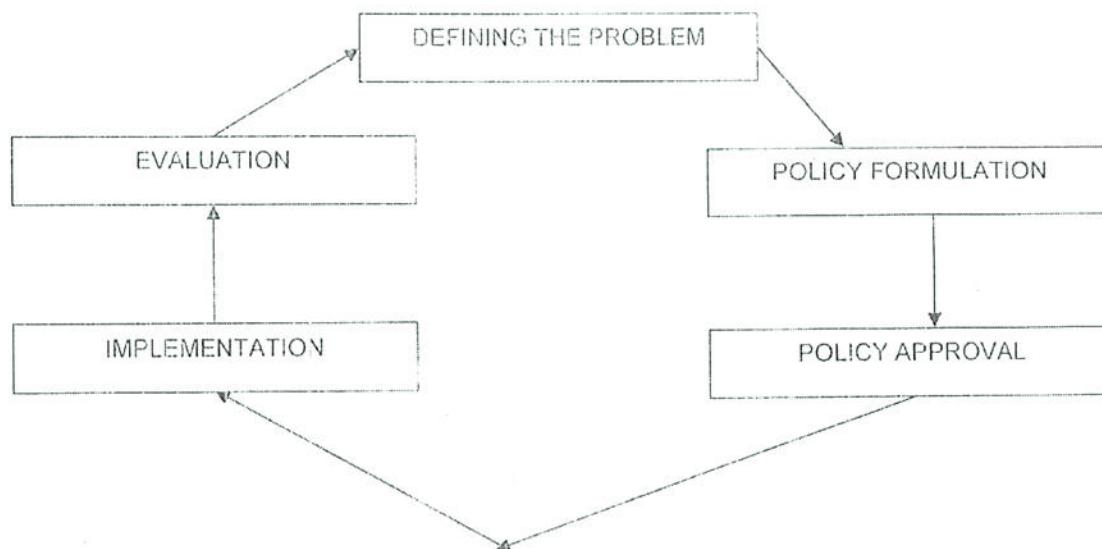 DEFINING THE PROBLEM
EVALUATION
POLICY FORMULATION
IMPLEMENTATION
POLICY APPROVAL